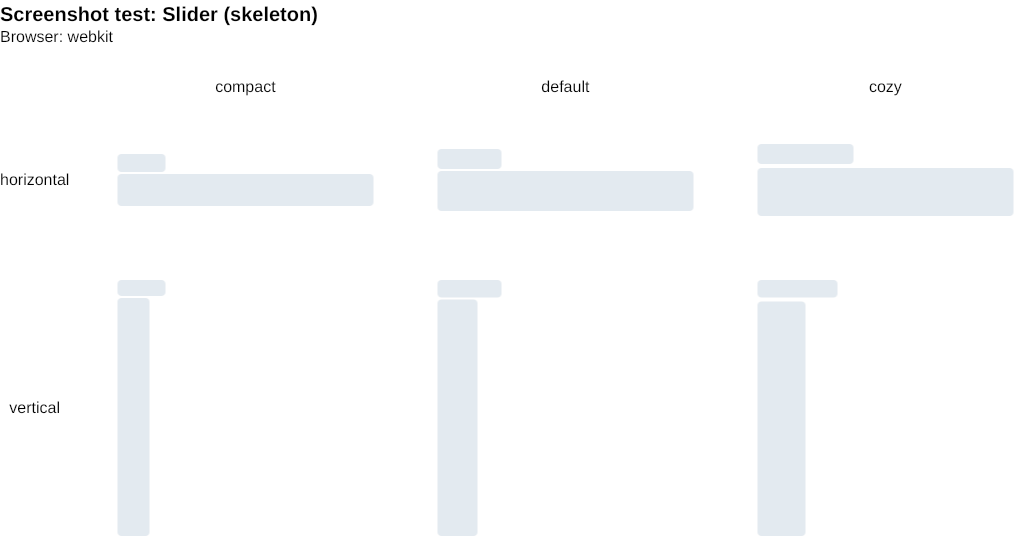 Screenshot test: Slider (skeleton)
Browser: webkit
compact default cozy
horizontal
vertical